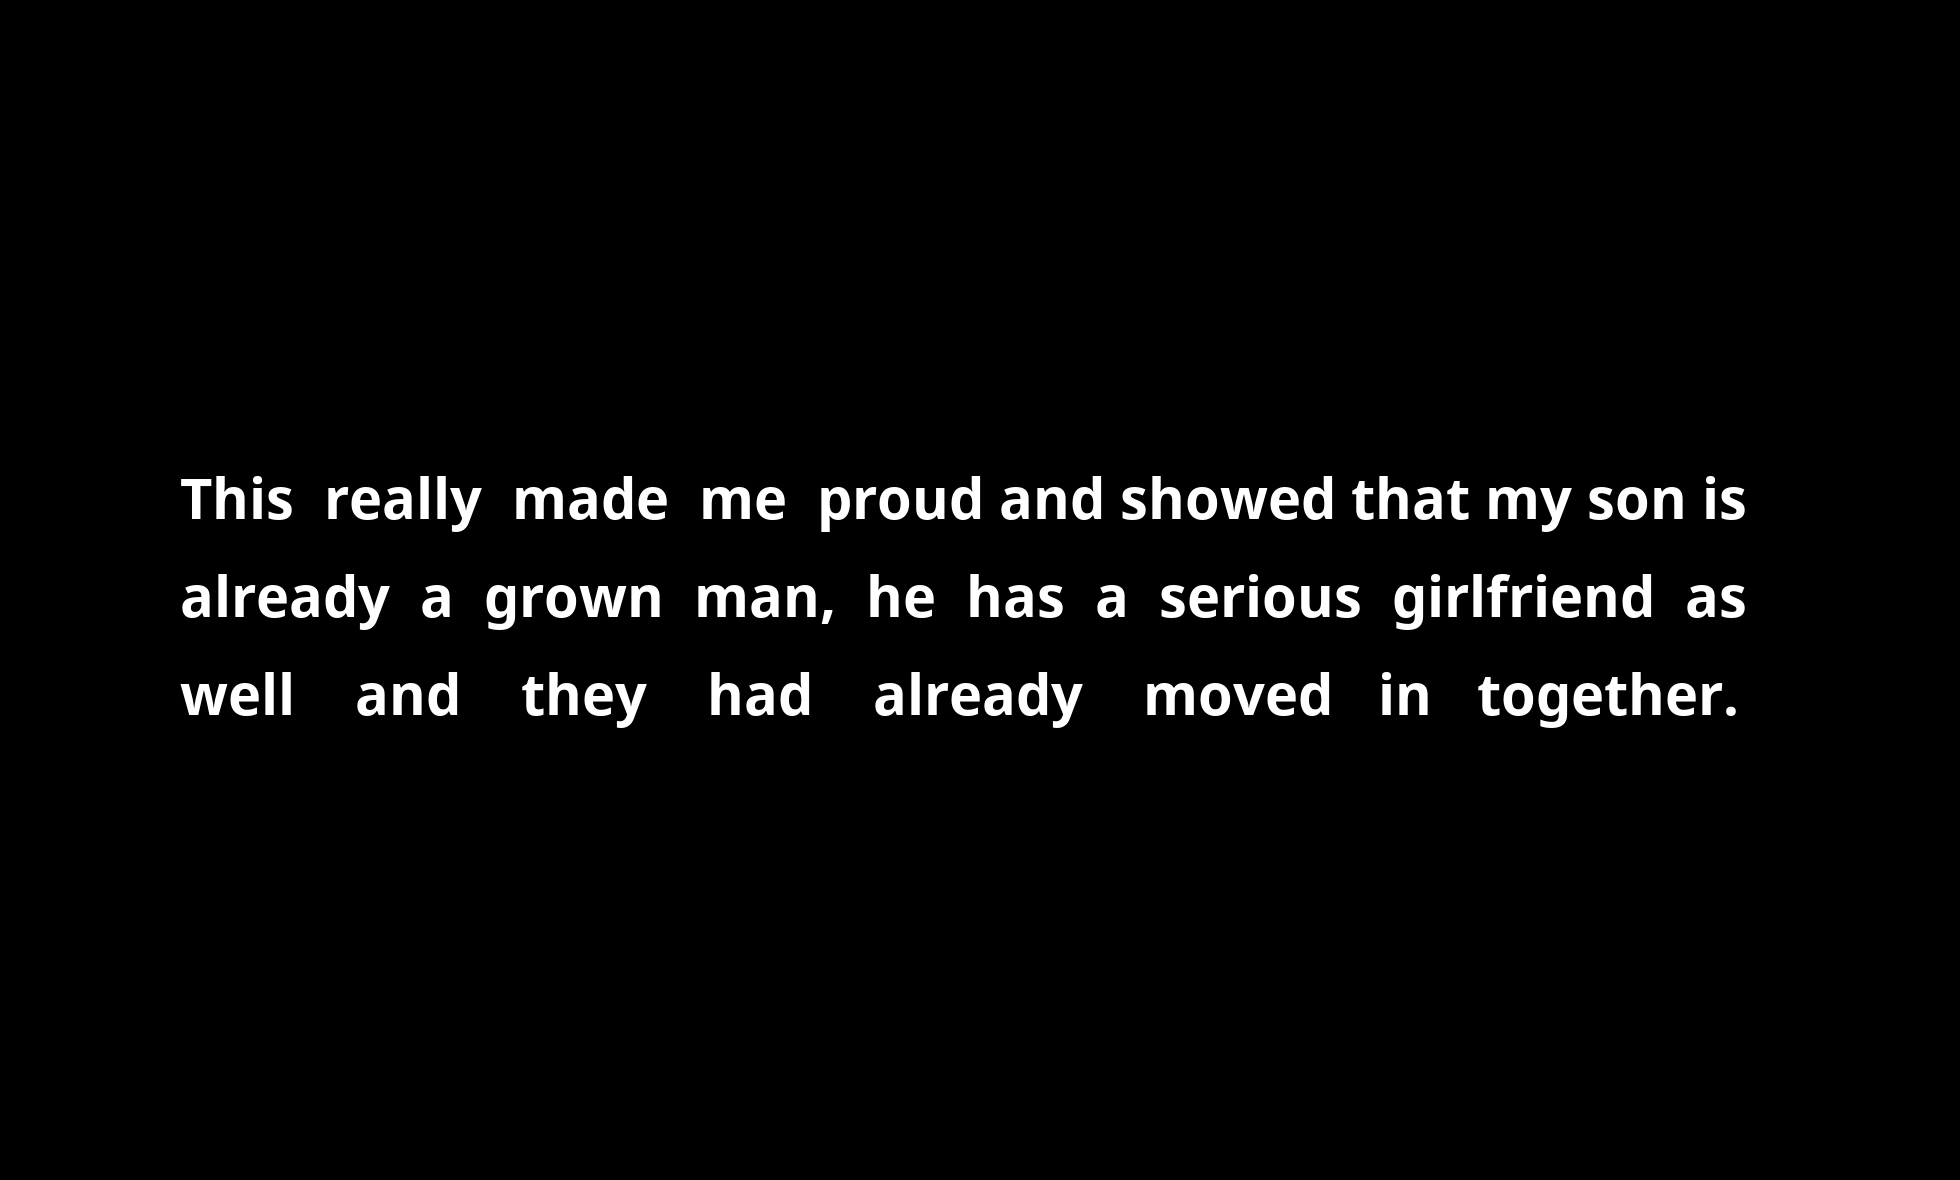 This really made me proud and showed that my son is
already a grown man, he has a serious girlfriend as
well and they had already moved in together.